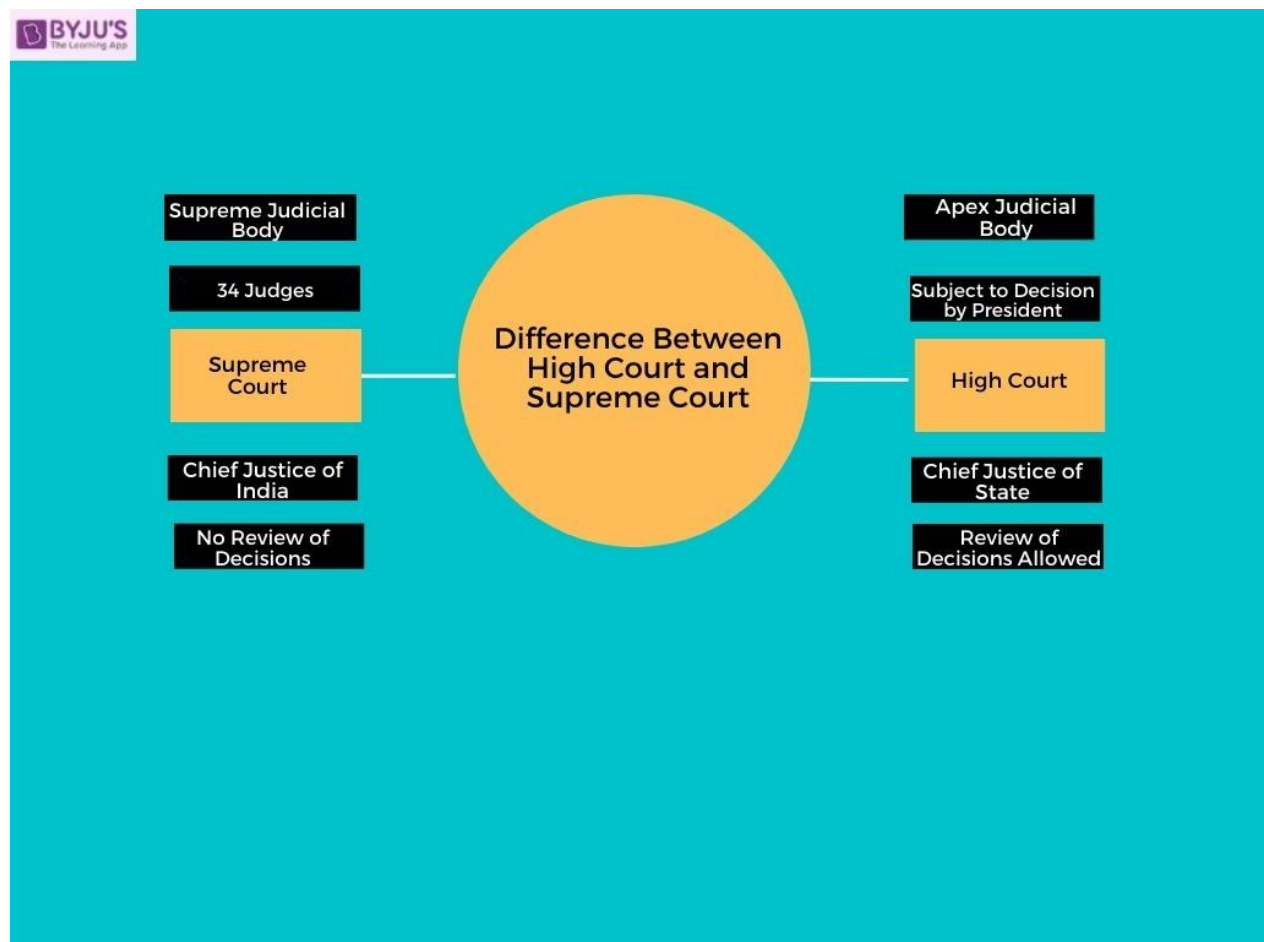 BYJU'S
The Learning App
Supreme Judicial
Body
34 Judges
Supreme
Court
Chief Justice of
India
No Review of
Decisions
Difference Between
High Court and
Supreme Court
Apex Judicial
Body
Subject to Decision
by President
High Court
Chief Justice of
State
Review of
Decisions Allowed